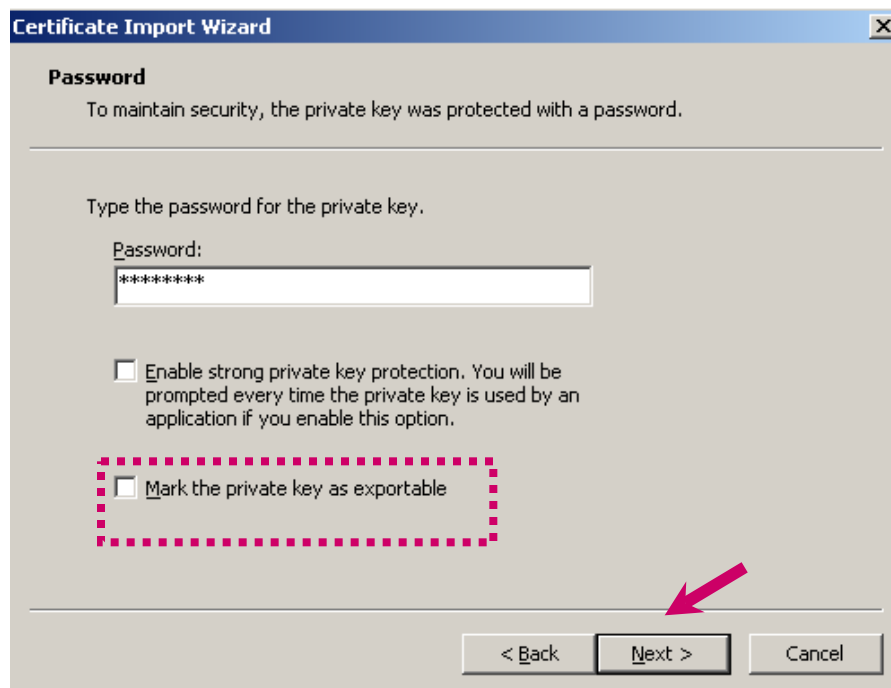 Certificate Import Wizard
Password
To maintain security, the private key was protected with a password.
Type the password for the private key.
Password:
********
Enable strong private key protection. You will be
prompted every time the private key is used by an
application if you enable this option.
Mark the private key as exportable
< Back Next > Cancel